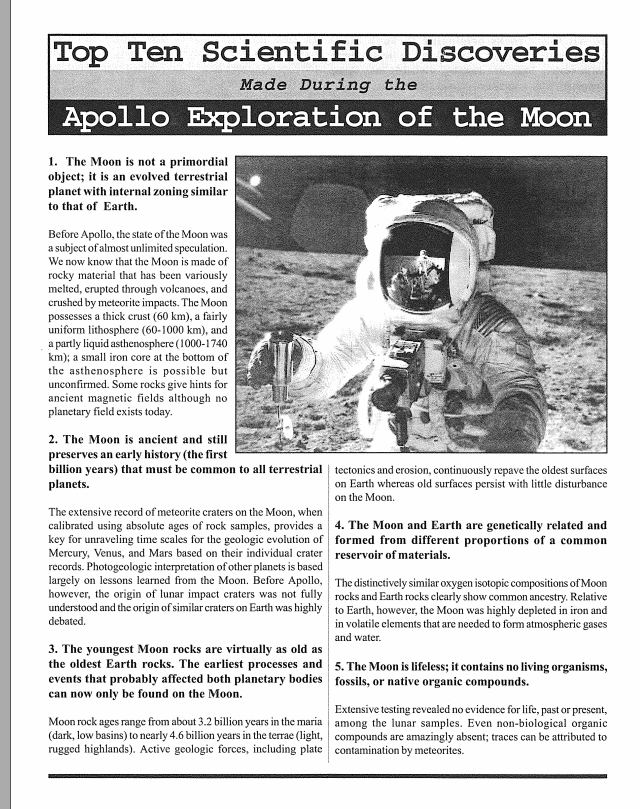 Top Ten Scientific Discoveries
Made During the
Apollo Exploration of the Moon
1. The Moon is not a primordial
object; it is an evolved terrestrial
planet with internal zoning similar
to that of Earth.
Before Apollo, the state of the Moon was
a subject of almost unlimited speculation.
We now know that the Moon is made of
rocky material that has been variously
melted, erupted through volcanoes, and
crushed by meteorite impacts. The Moon
possesses a thick crust (60 km), a fairly
uniform lithosphere (60-1000 km), and
a partly liquid asthenosphere (1000-1740
km); a small iron core at the bottom of
the asthenosphere is possible but
unconfirmed. Some rocks give hints for
ancient magnetic fields although no
planetary field exists today.
2. The Moon is ancient and still
preserves an early history (the first
billion years) that must be common to all terrestrial
planets.
The extensive record of meteorite craters on the Moon, when
calibrated using absolute ages of rock samples, provides a
key for unraveling time scales for the geologic evolution of
Mercury, Venus, and Mars based on their individual crater
records. Photogeologic interpretation of other planets is based
largely on lessons learned from the Moon. Before Apollo,
however, the origin of lunar impact craters was not fully
understood and the origin of similar craters on Earth was highly
debated.
3. The youngest Moon rocks are virtually as old as
the oldest Earth rocks. The earliest processes and
events that probably affected both planetary bodies
can now only be found on the Moon.
Moon rock ages range from about 3.2 billion years in the maria
(dark, low basins) to nearly 4.6 billion years in the terrae (light,
rugged highlands). Active geologic forces, including plate
tectonics and erosion, continuously repave the oldest surfaces
on Earth whereas old surfaces persist with little disturbance
on the Moon.
4. The Moon and Earth are genetically related and
formed from different proportions of a common
reservoir of materials.
The distinctively similar oxygen isotopic compositions of Moon
rocks and Earth rocks clearly show common ancestry. Relative
to Earth, however, the Moon was highly depleted in iron and
in volatile elements that are needed to form atmospheric gases
and water.
5. The Moon is lifeless; it contains no living organisms,
fossils, or native organic compounds.
Extensive testing revealed no evidence for life, past or present,
among the lunar samples. Even non-biological organic
compounds are amazingly absent; traces can be attributed to
contamination by meteorites.